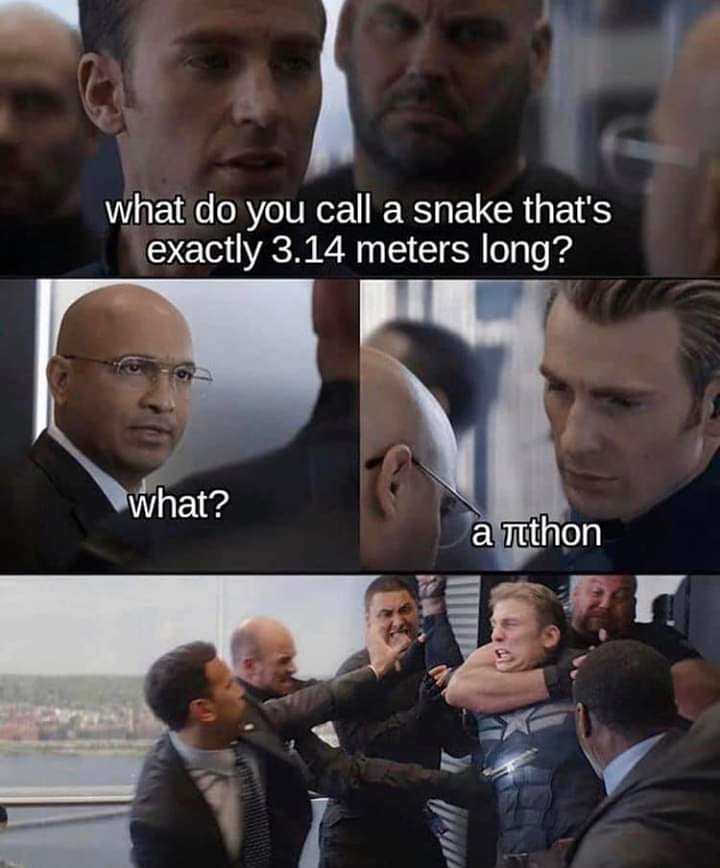 what do you call a snake that's
exactly 3.14 meters long?
what?
a πthon